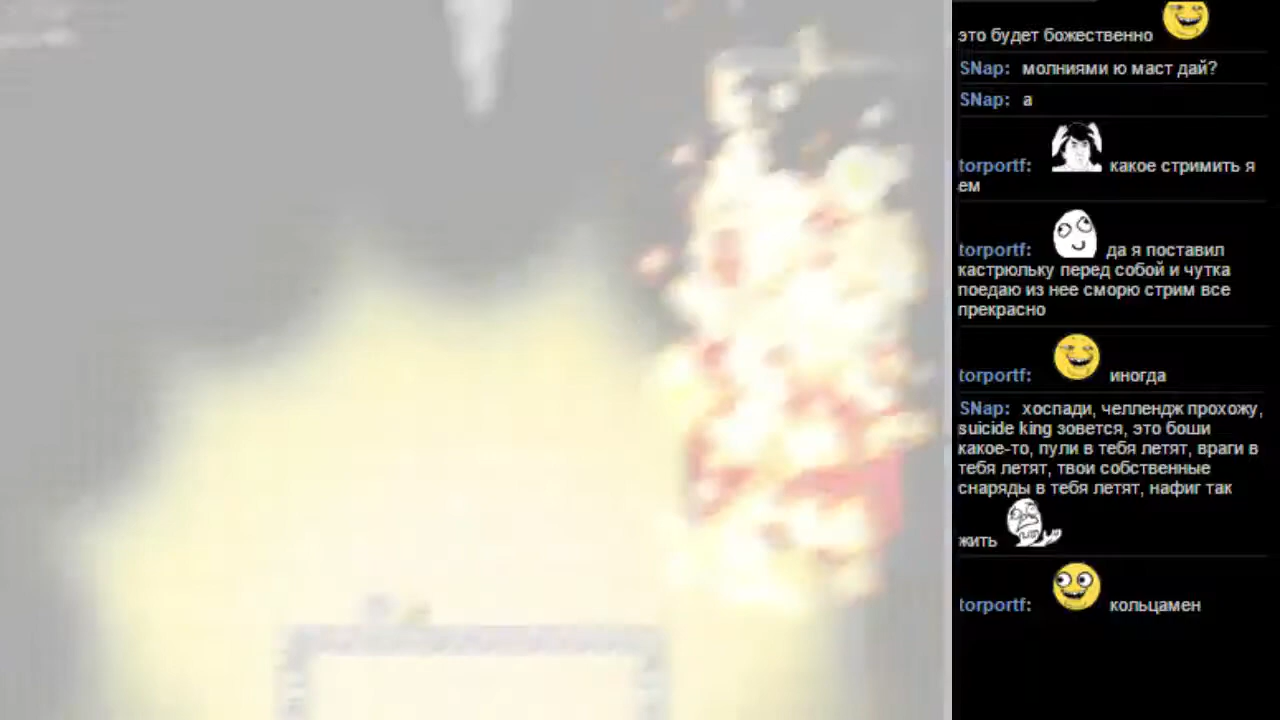 это будет божественно
SNap: молниями ю маст дай?
SNap: а
torportf: какое стримить я
ем
torportf: да я поставил
кастрюльку перед собой и чутка
поедаю из нее сморю стрим все
прекрасно
torportf: иногда
SNap: хоспади, челлендж прохожу,
suicide king зовется, это боши
какое-то, пули в тебя летят, враги в
тебя летят, твои собственные
снаряды в тебя летят, нафиг так
жить
torportf: кольцамен